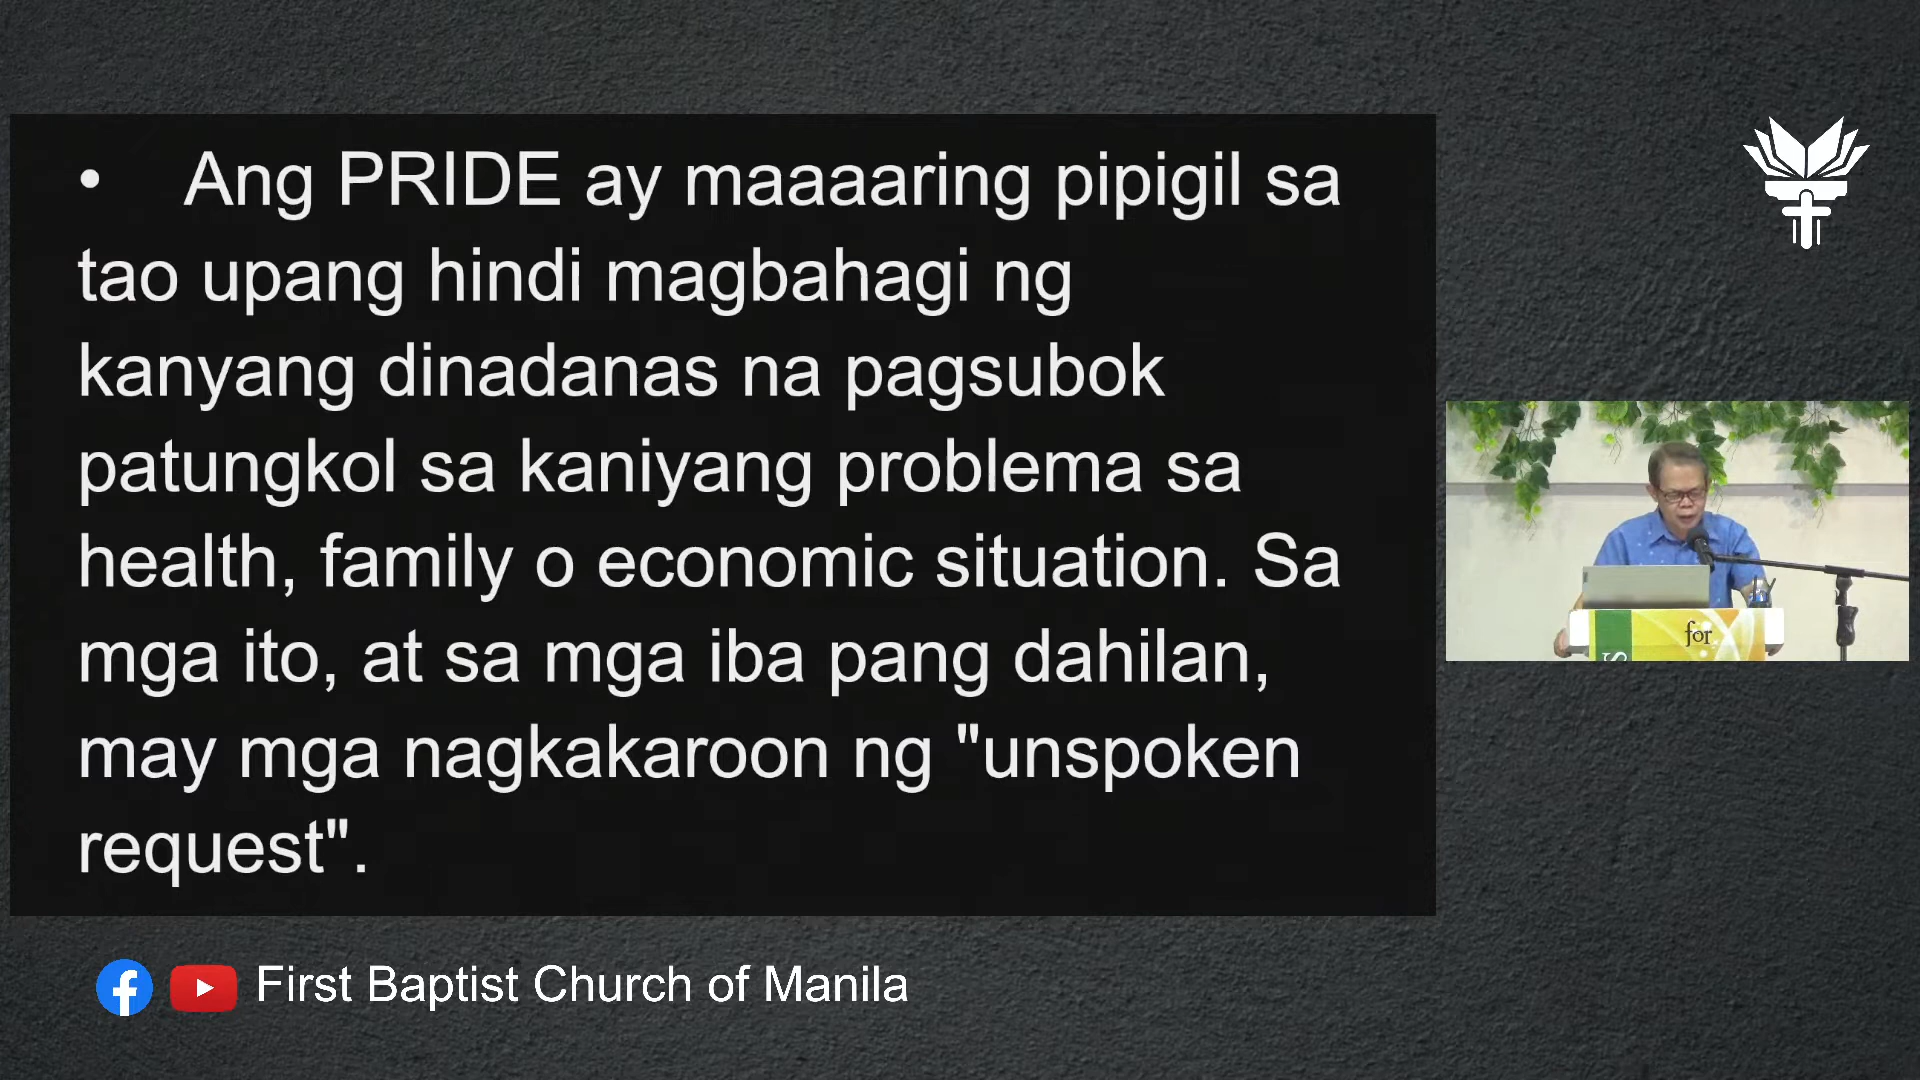 • Ang PRIDE ay maaaaring pipigil sa
tao upang hindi magbahagi ng
kanyang dinadanas na pagsubok
patungkol sa kaniyang problema sa
health, family o economic situation. Sa
mga ito, at sa mga iba pang dahilan,
may mga nagkakaroon ng "unspoken
request".
for
First Baptist Church of Manila